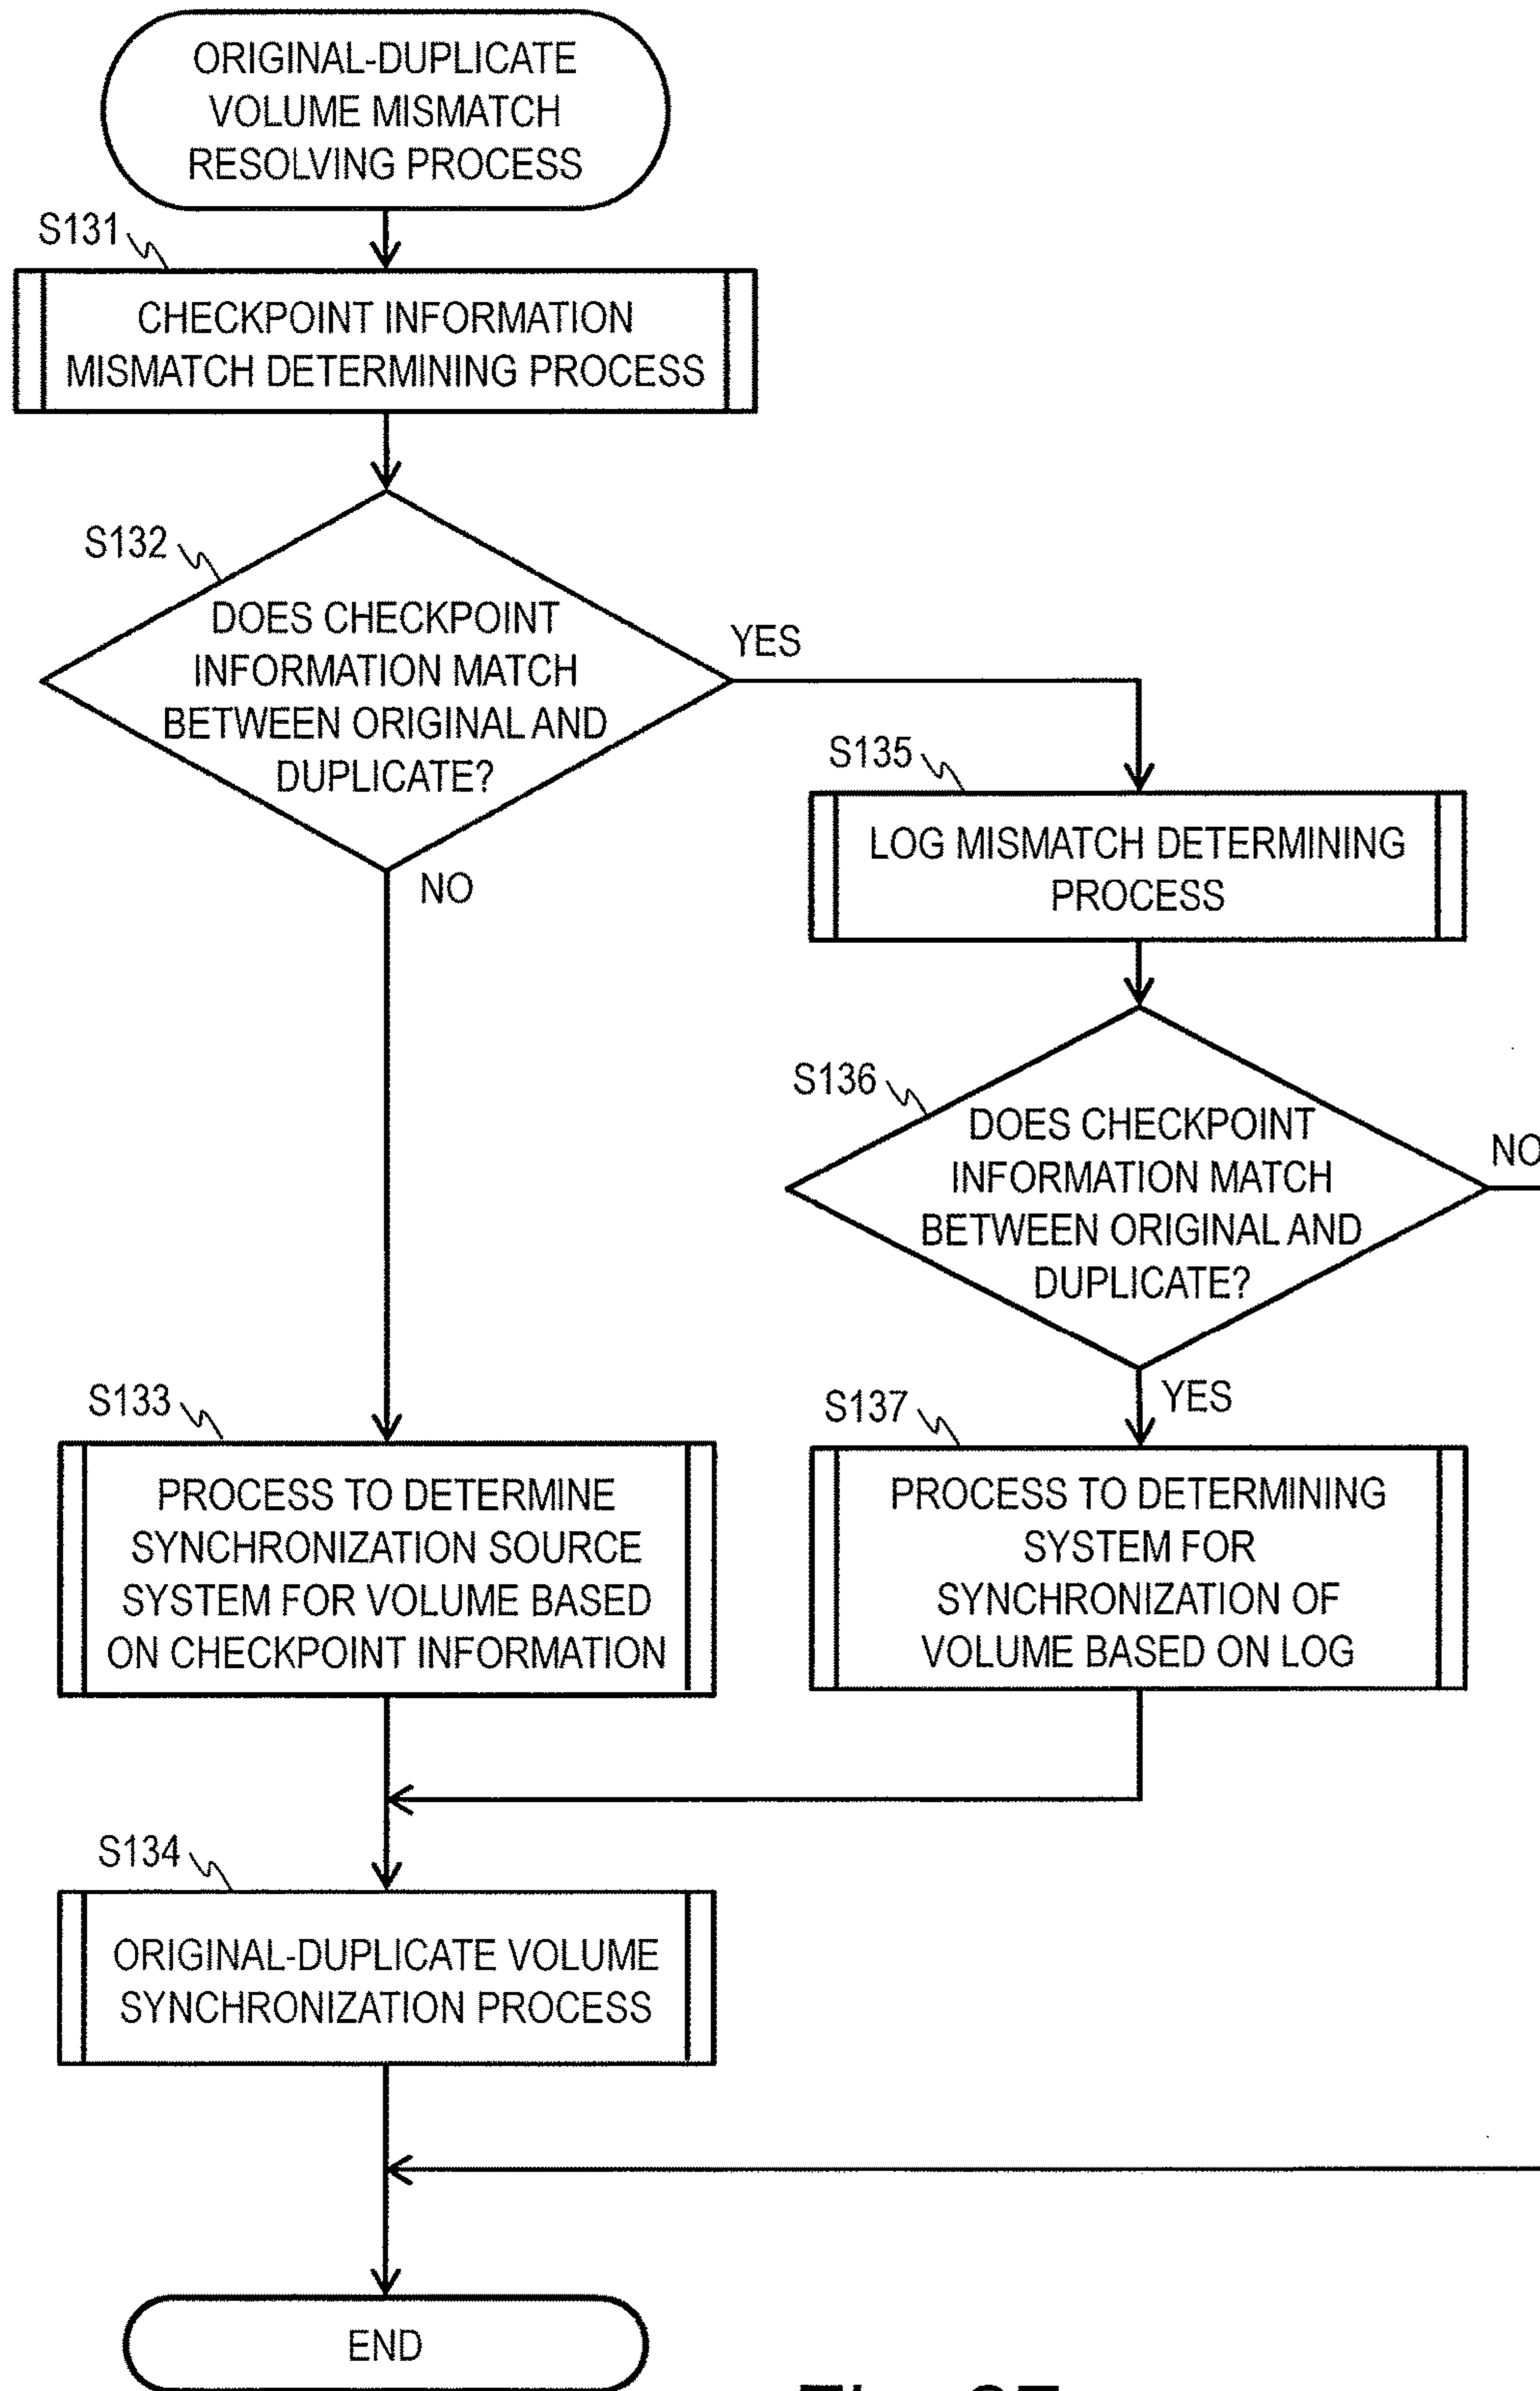 ORIGINAL-DUPLICATE
VOLUME MISMATCH
RESOLVING PROCESS
S131
CHECKPOINT INFORMATION
MISMATCH DETERMINING PROCESS
S132
DOES CHECKPOINT
INFORMATION MATCH
BETWEEN ORIGINAL AND
DUPLICATE?
YES
NO
S135
LOG MISMATCH DETERMINING
PROCESS
S136
DOES CHECKPOINT
INFORMATION MATCH
BETWEEN ORIGINAL AND
DUPLICATE?
NO
YES
S133
PROCESS TO DETERMINE
SYNCHRONIZATION SOURCE
SYSTEM FOR VOLUME BASED
ON CHECKPOINT INFORMATION
S137
PROCESS TO DETERMINING
SYSTEM FOR
SYNCHRONIZATION OF
VOLUME BASED ON LOG
S134
ORIGINAL-DUPLICATE VOLUME
SYNCHRONIZATION PROCESS
END